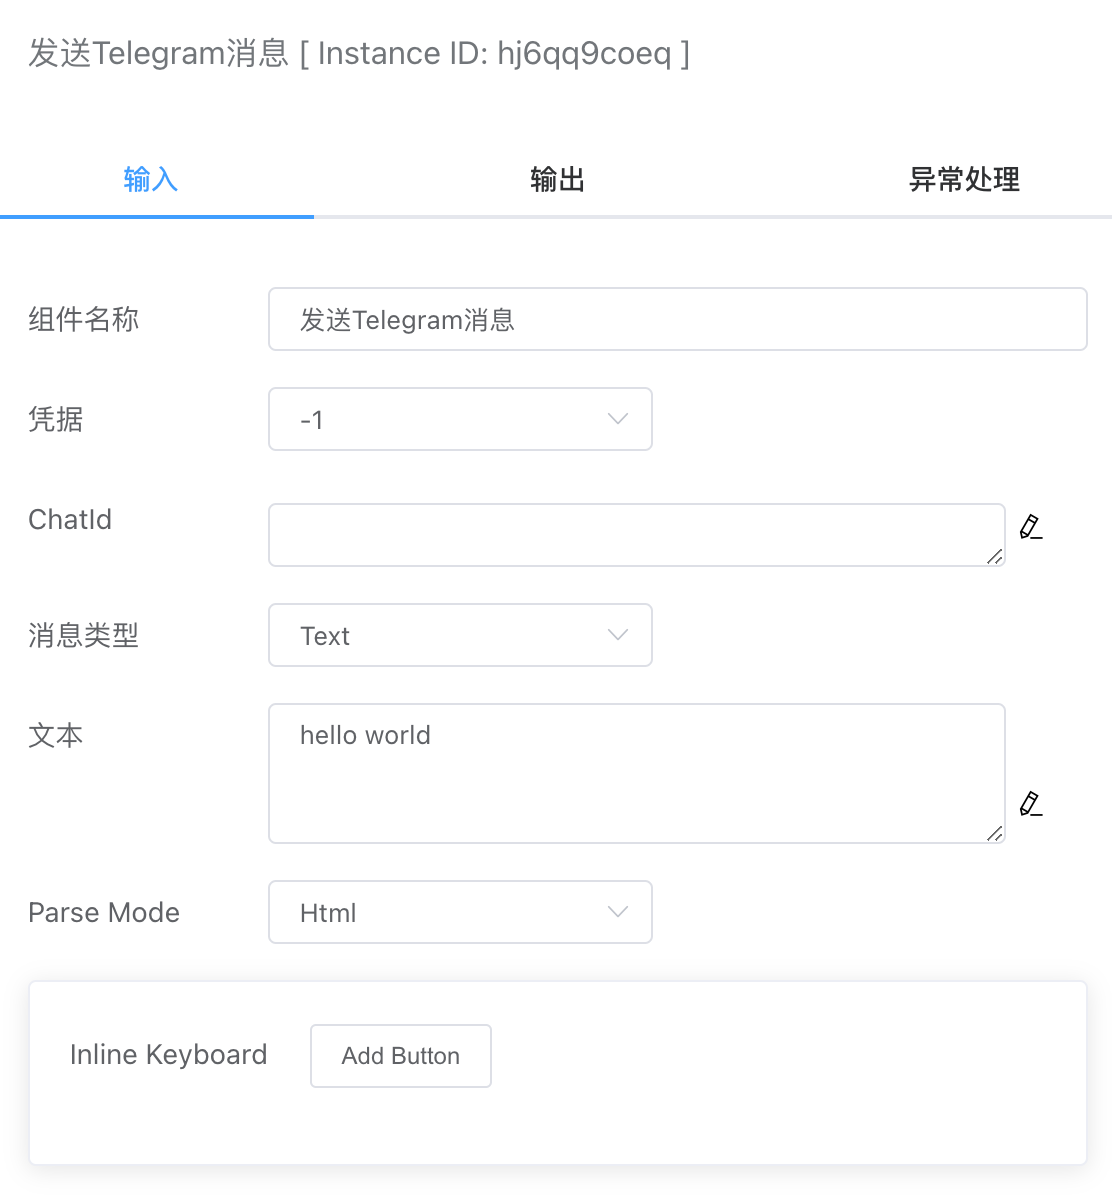 发送Telegram消息 [ Instance ID: hj6qq9coeq ]
输入 输出 异常处理
组件名称 发送Telegram消息
凭据 -1
ChatId
消息类型 Text
文本 hello world
Parse Mode Html
Inline Keyboard Add Button